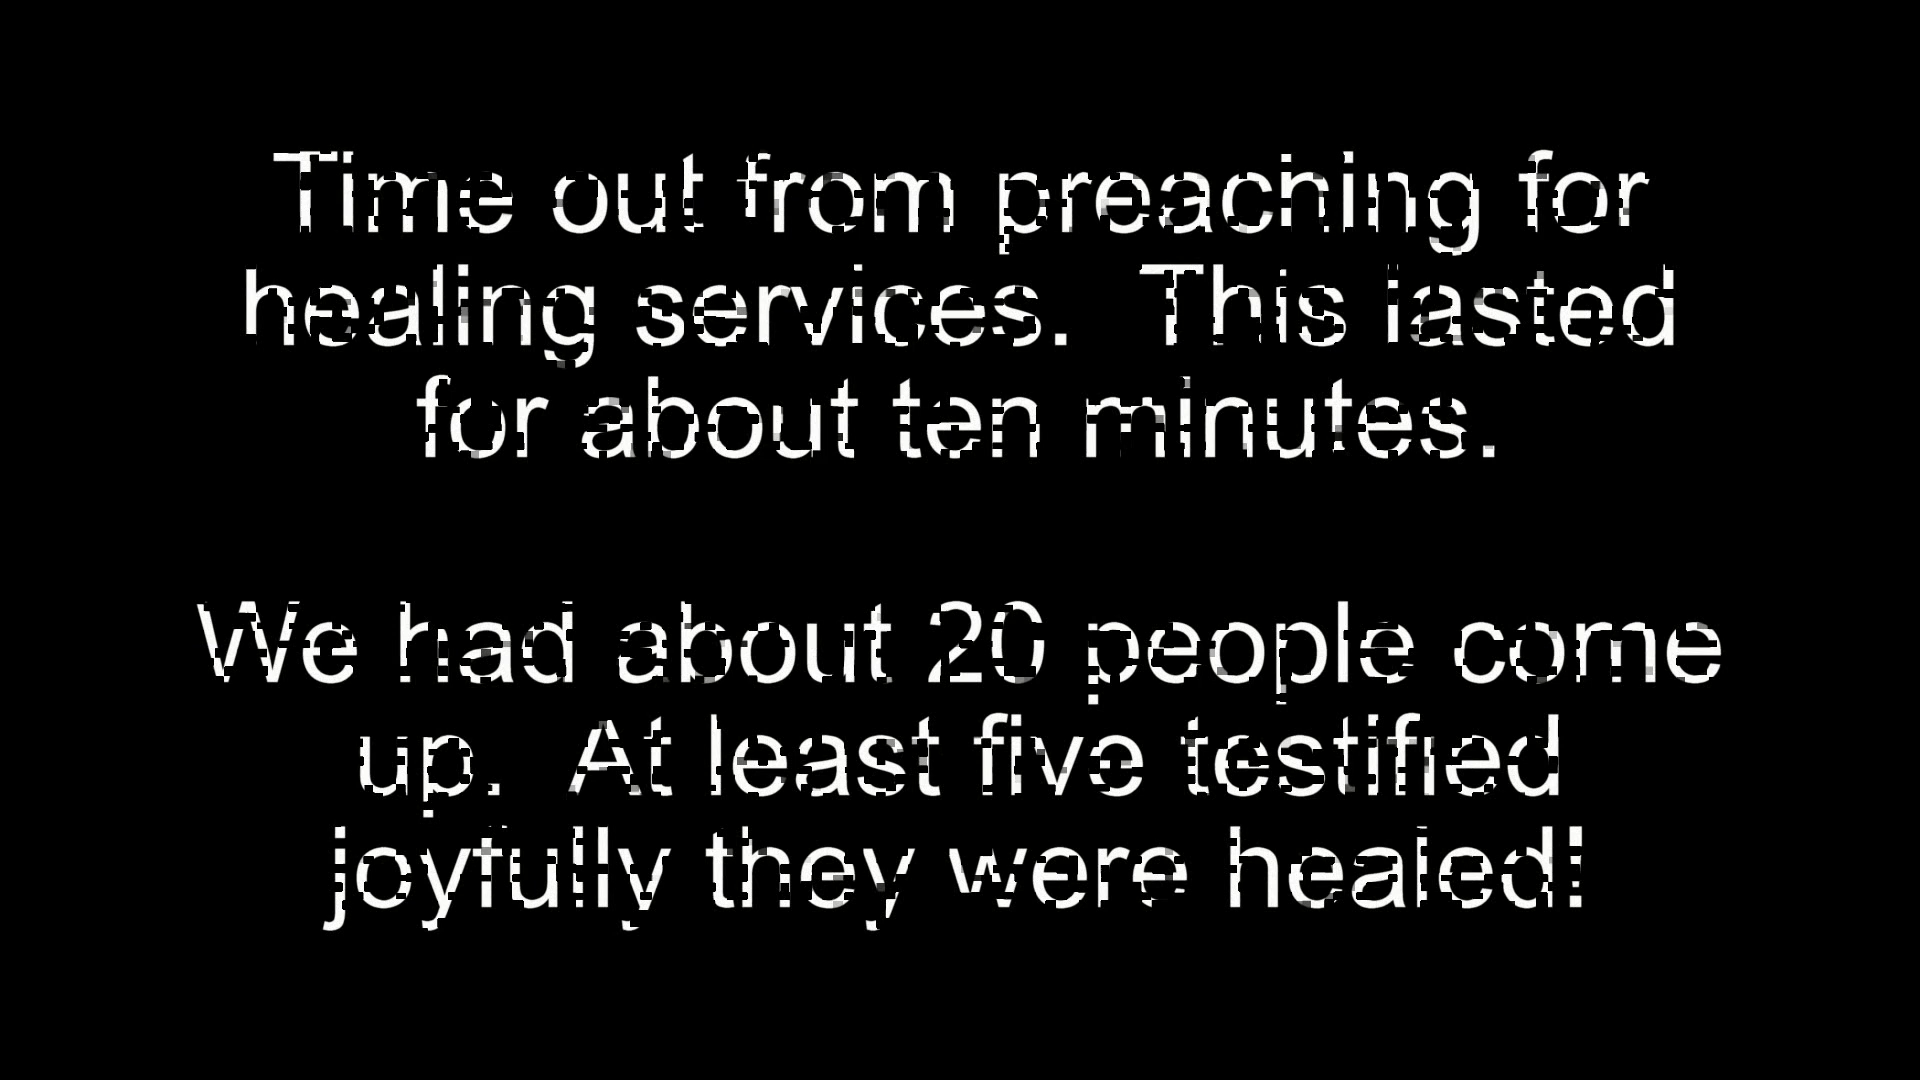 Time out from preaching for
healing services.  This lasted
for about ten minutes.
We had about 20 people come
up.  At least five testified
joyfully they were healed!